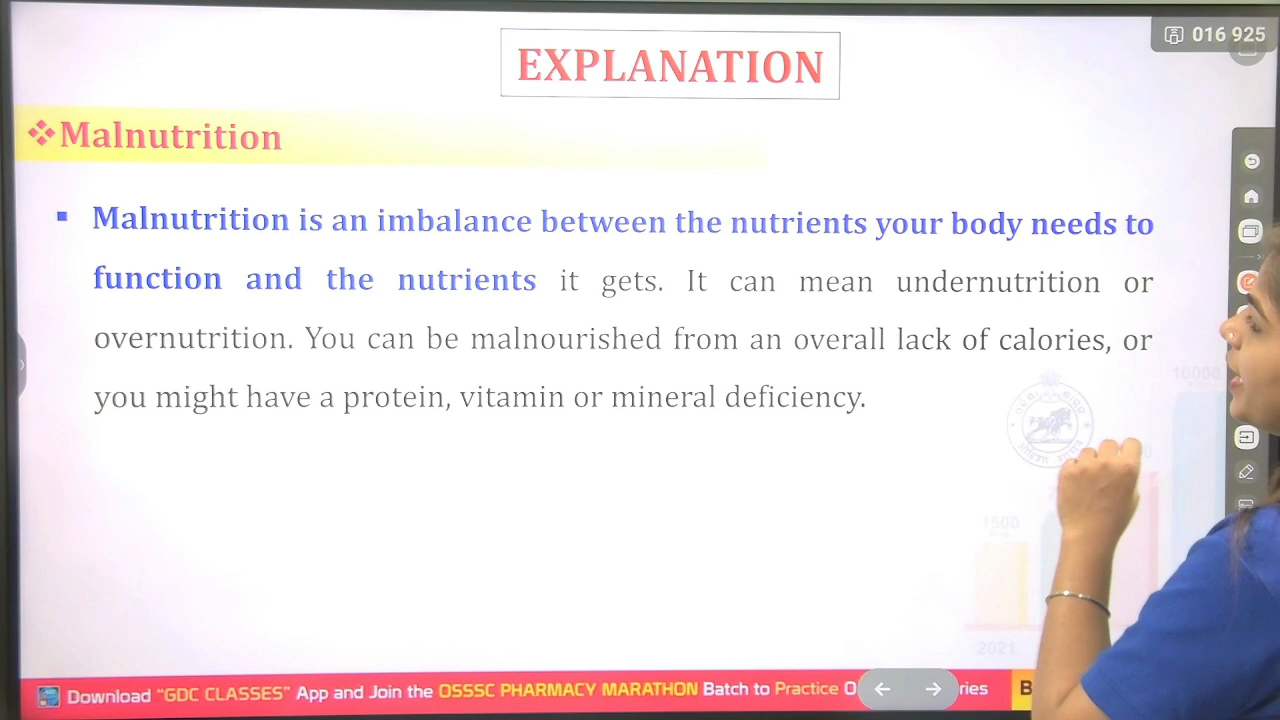 016 925
EXPLANATION
❖Malnutrition
▪ Malnutrition is an imbalance between the nutrients your body needs to
function and the nutrients it gets. It can mean undernutrition or
overnutrition. You can be malnourished from an overall lack of calories, or
you might have a protein, vitamin or mineral deficiency.
10000
1500
2021
Download "GDC CLASSES" App and Join the OSSSC PHARMACY MARATHON Batch to Practice